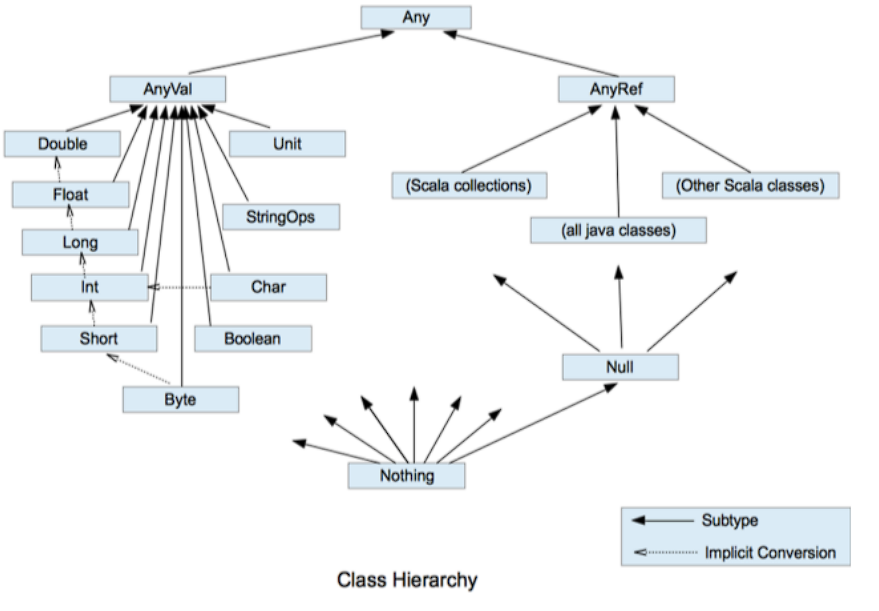 Any
AnyVal
AnyRef
Double
Unit
Float
(Scala collections)
(Other Scala classes)
StringOps
Long
(all java classes)
Int
Char
Short
Boolean
Null
Byte
Nothing
Subtype
Implicit Conversion
Class Hierarchy